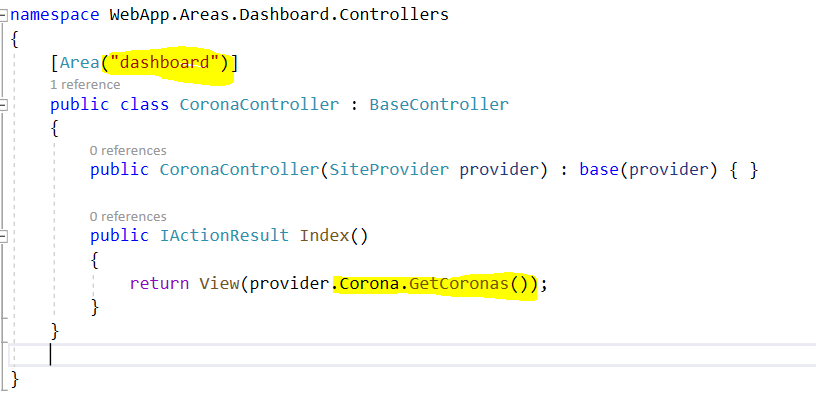 namespace WebApp.Areas.Dashboard.Controllers
{
[Area("dashboard")]
1 reference
public class CoronaController : BaseController
{
0 references
public CoronaController(SiteProvider provider) : base(provider) { }
0 references
public IActionResult Index()
{
return View(provider.Corona.GetCoronas());
}
}
}